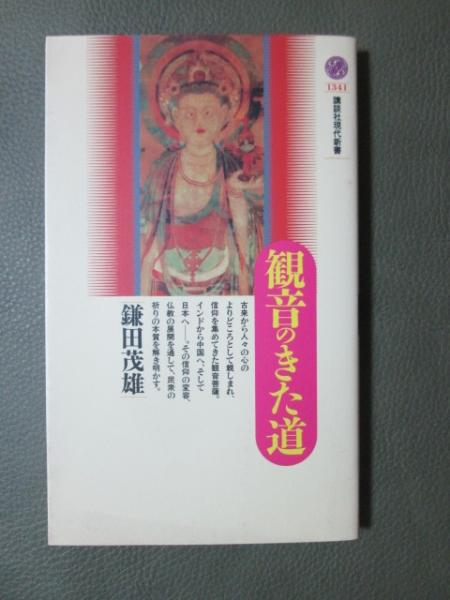 1341
講談社現代新書
観音のきた道
古来から人々の心の
よりどころとして親しまれ、
信仰を集めてきた観音菩薩。
インドから中国へ、そして
日本へ——。その信仰の変容、
仏教の展開を通して、民衆の
祈りの本質を解き明かす。
鎌田茂雄